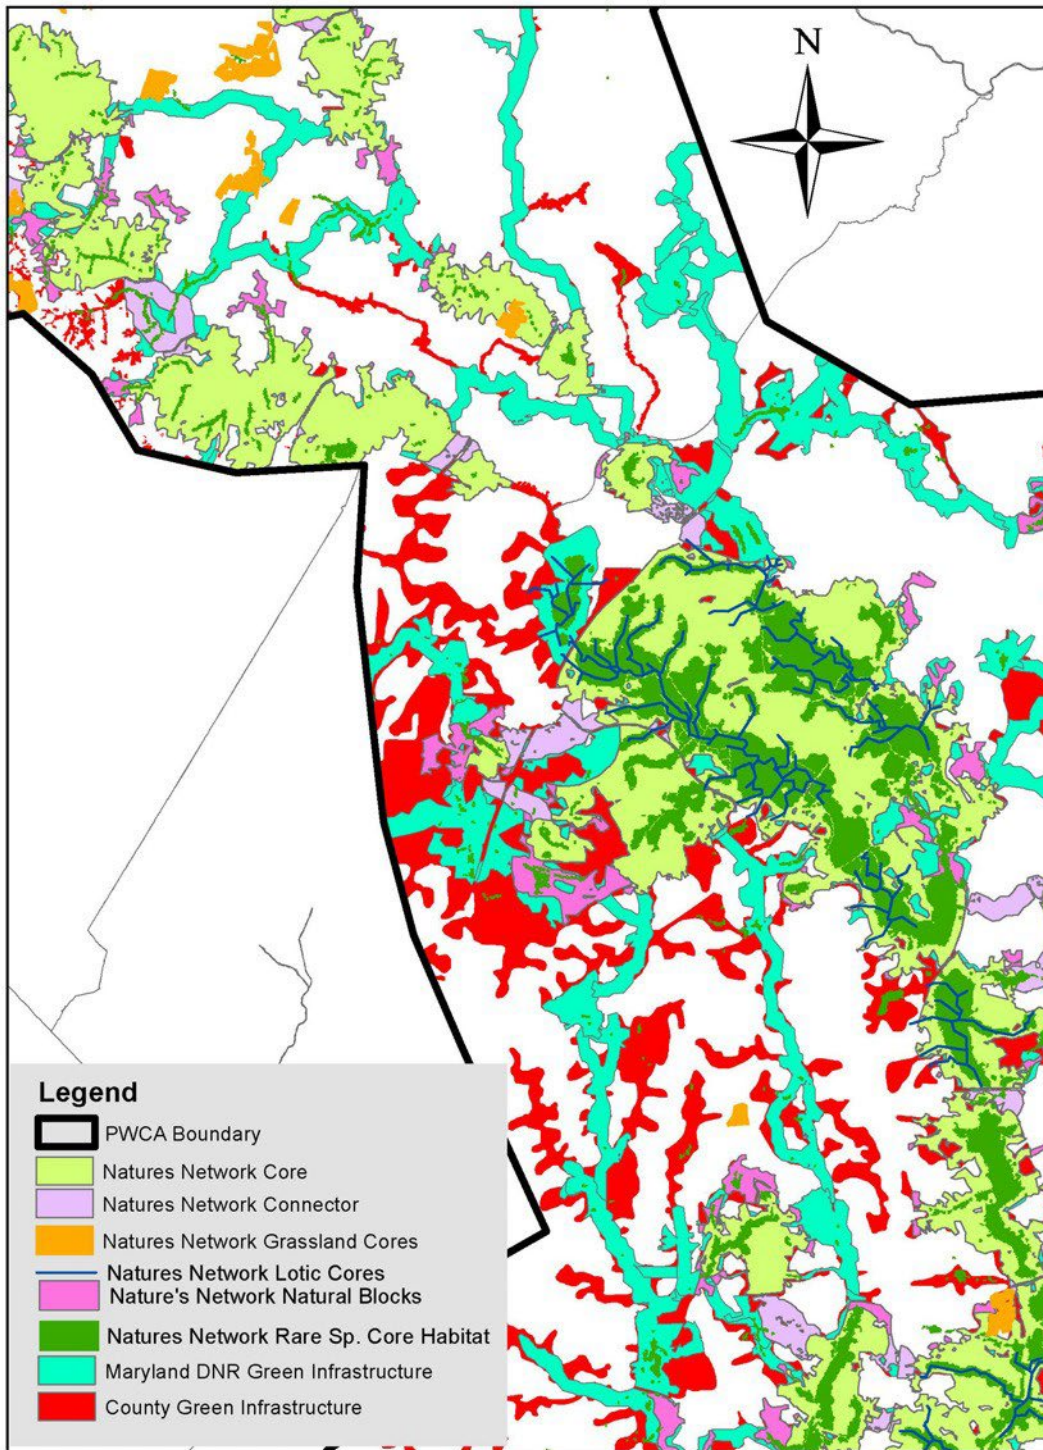 N
Legend
PWCA Boundary
Natures Network Core
Natures Network Connector
Natures Network Grassland Cores
Natures Network Lotic Cores
Nature's Network Natural Blocks
Natures Network Rare Sp. Core Habitat
Maryland DNR Green Infrastructure
County Green Infrastructure